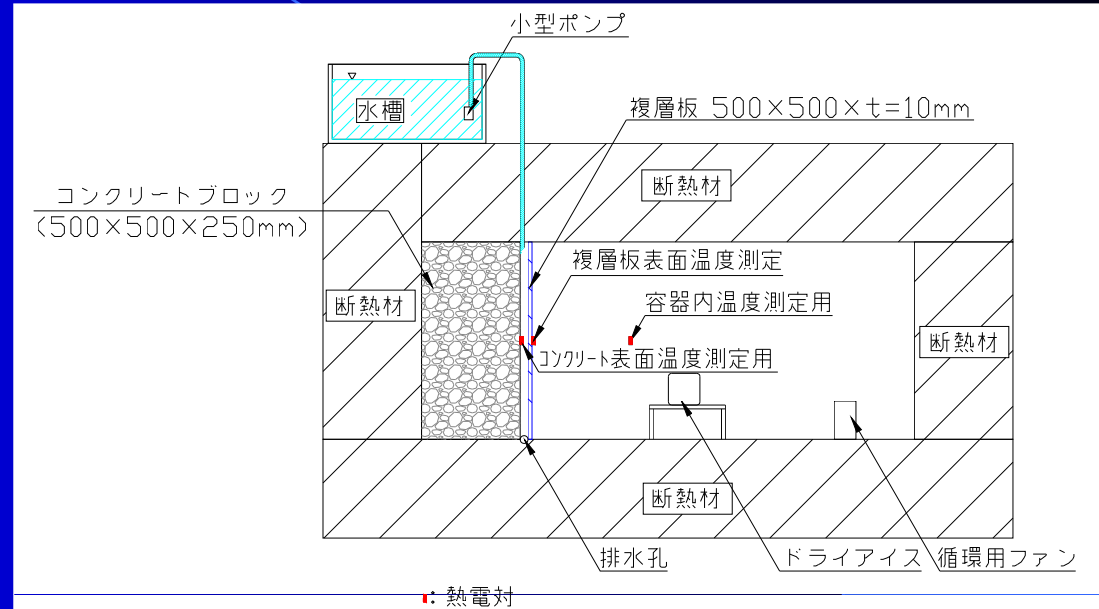 小型ポンプ
水槽
複層板 500×500×t=10mm
断熱材
コンクリートブロック
(500×500×250mm)
複層板表面温度測定
容器内温度測定用
断熱材
断熱材
コンクリート表面温度測定用
断熱材
排水孔
ドライアイス
循環用ファン
: 熱電対